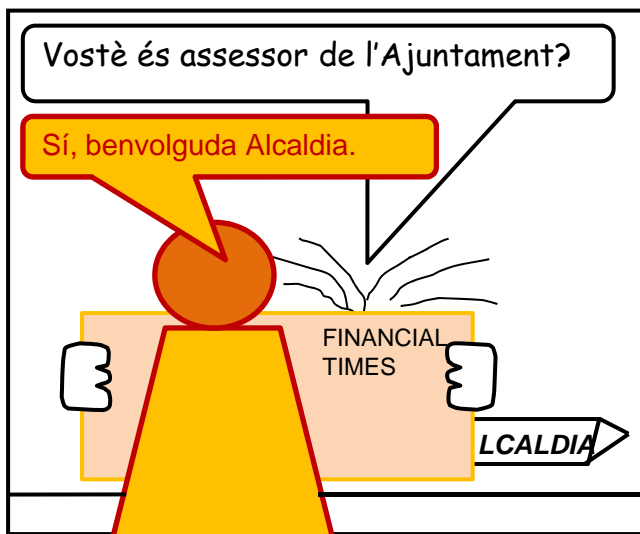 Vostè és assessor de l’Ajuntament?
Sí, benvolguda Alcaldia.
FINANCIAL
TIMES
LCALDIA